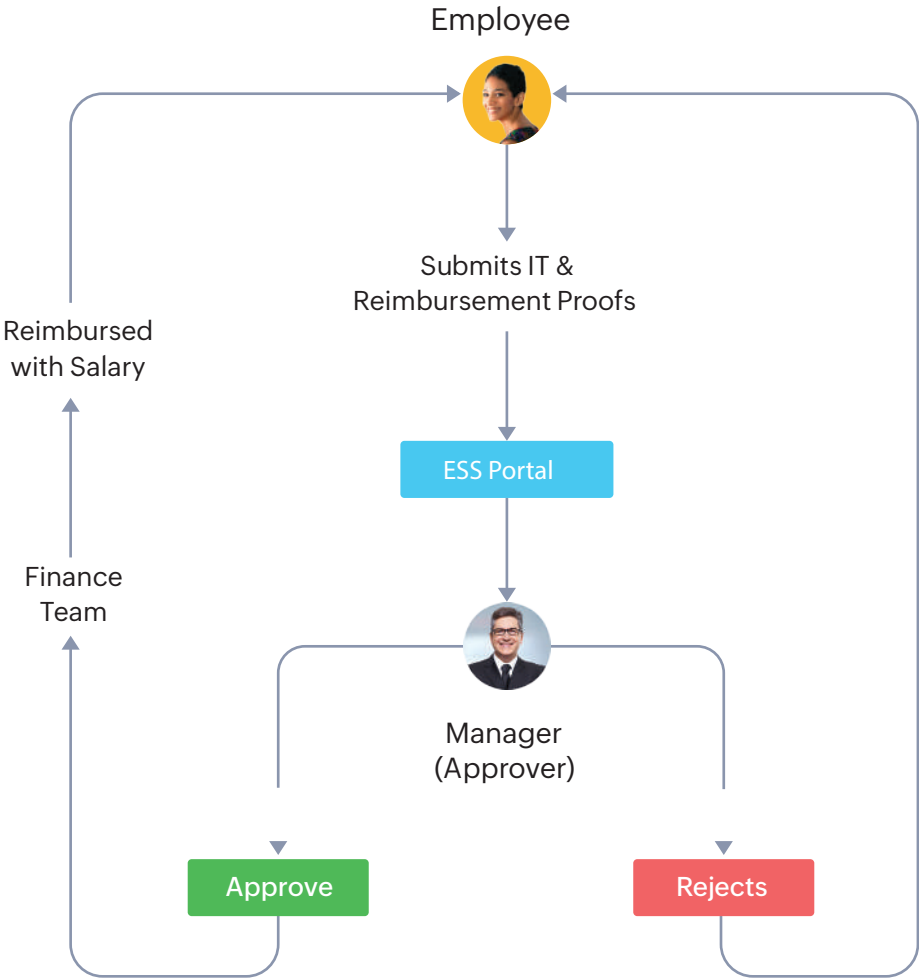 Employee
Submits IT &
Reimbursement Proofs
Reimbursed
with Salary
ESS Portal
Finance
Team
Manager
(Approver)
Approve
Rejects